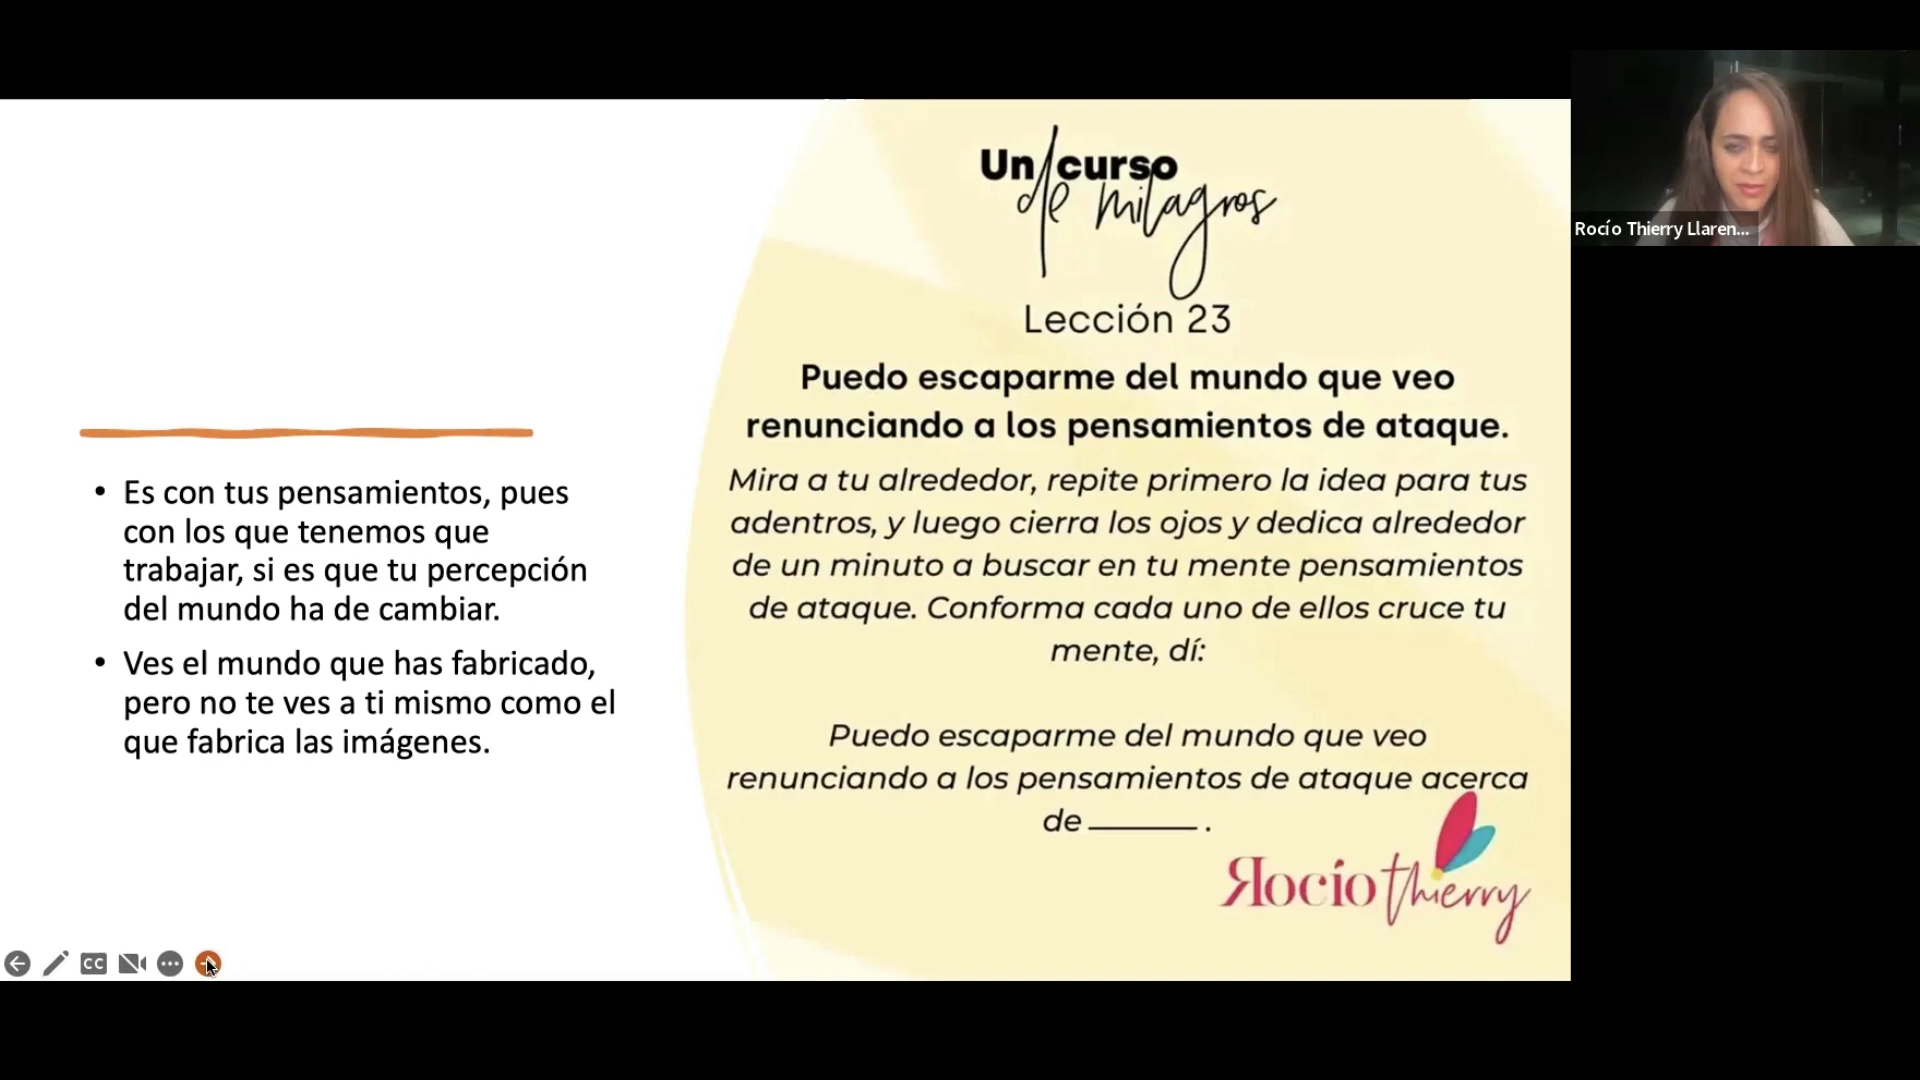 Un curso
de milagros
Lección 23
Puedo escaparme del mundo que veo
renunciando a los pensamientos de ataque.
Mira a tu alrededor, repite primero la idea para tus
adentros, y luego cierra los ojos y dedica alrededor
de un minuto a buscar en tu mente pensamientos
de ataque. Conforma cada uno de ellos cruce tu
mente, dí:
Puedo escaparme del mundo que veo
renunciando a los pensamientos de ataque acerca
de ______ .
Rocío Thierry
• Es con tus pensamientos, pues
con los que tenemos que
trabajar, si es que tu percepción
del mundo ha de cambiar.
• Ves el mundo que has fabricado,
pero no te ves a ti mismo como el
que fabrica las imágenes.
CC
Rocío Thierry Llaren...